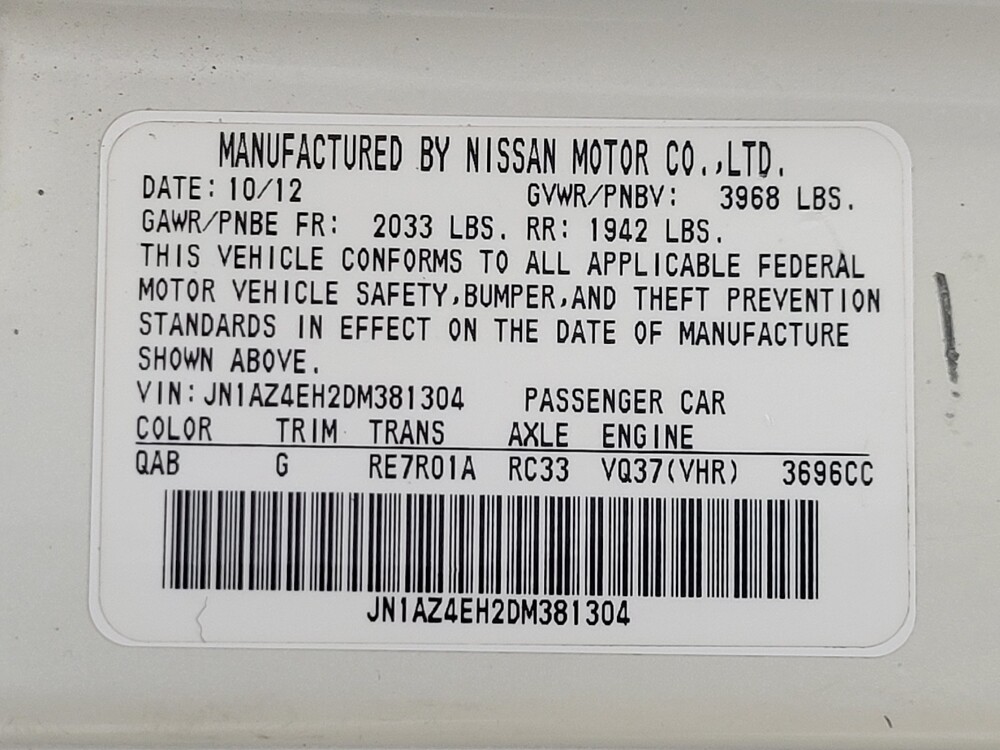 MANUFACTURED BY NISSAN MOTOR CO.,LTD.
DATE: 10/12 GVWR/PNBV: 3968 LBS.
GAWR/PNBE FR: 2033 LBS. RR: 1942 LBS.
THIS VEHICLE CONFORMS TO ALL APPLICABLE FEDERAL
MOTOR VEHICLE SAFETY,BUMPER,AND THEFT PREVENTION
STANDARDS IN EFFECT ON THE DATE OF MANUFACTURE
SHOWN ABOVE.
VIN: JN1AZ4EH2DM381304 PASSENGER CAR
COLOR TRIM TRANS AXLE ENGINE
QAB G RE7R01A RC33 VQ37(VHR) 3696CC
JN1AZ4EH2DM381304